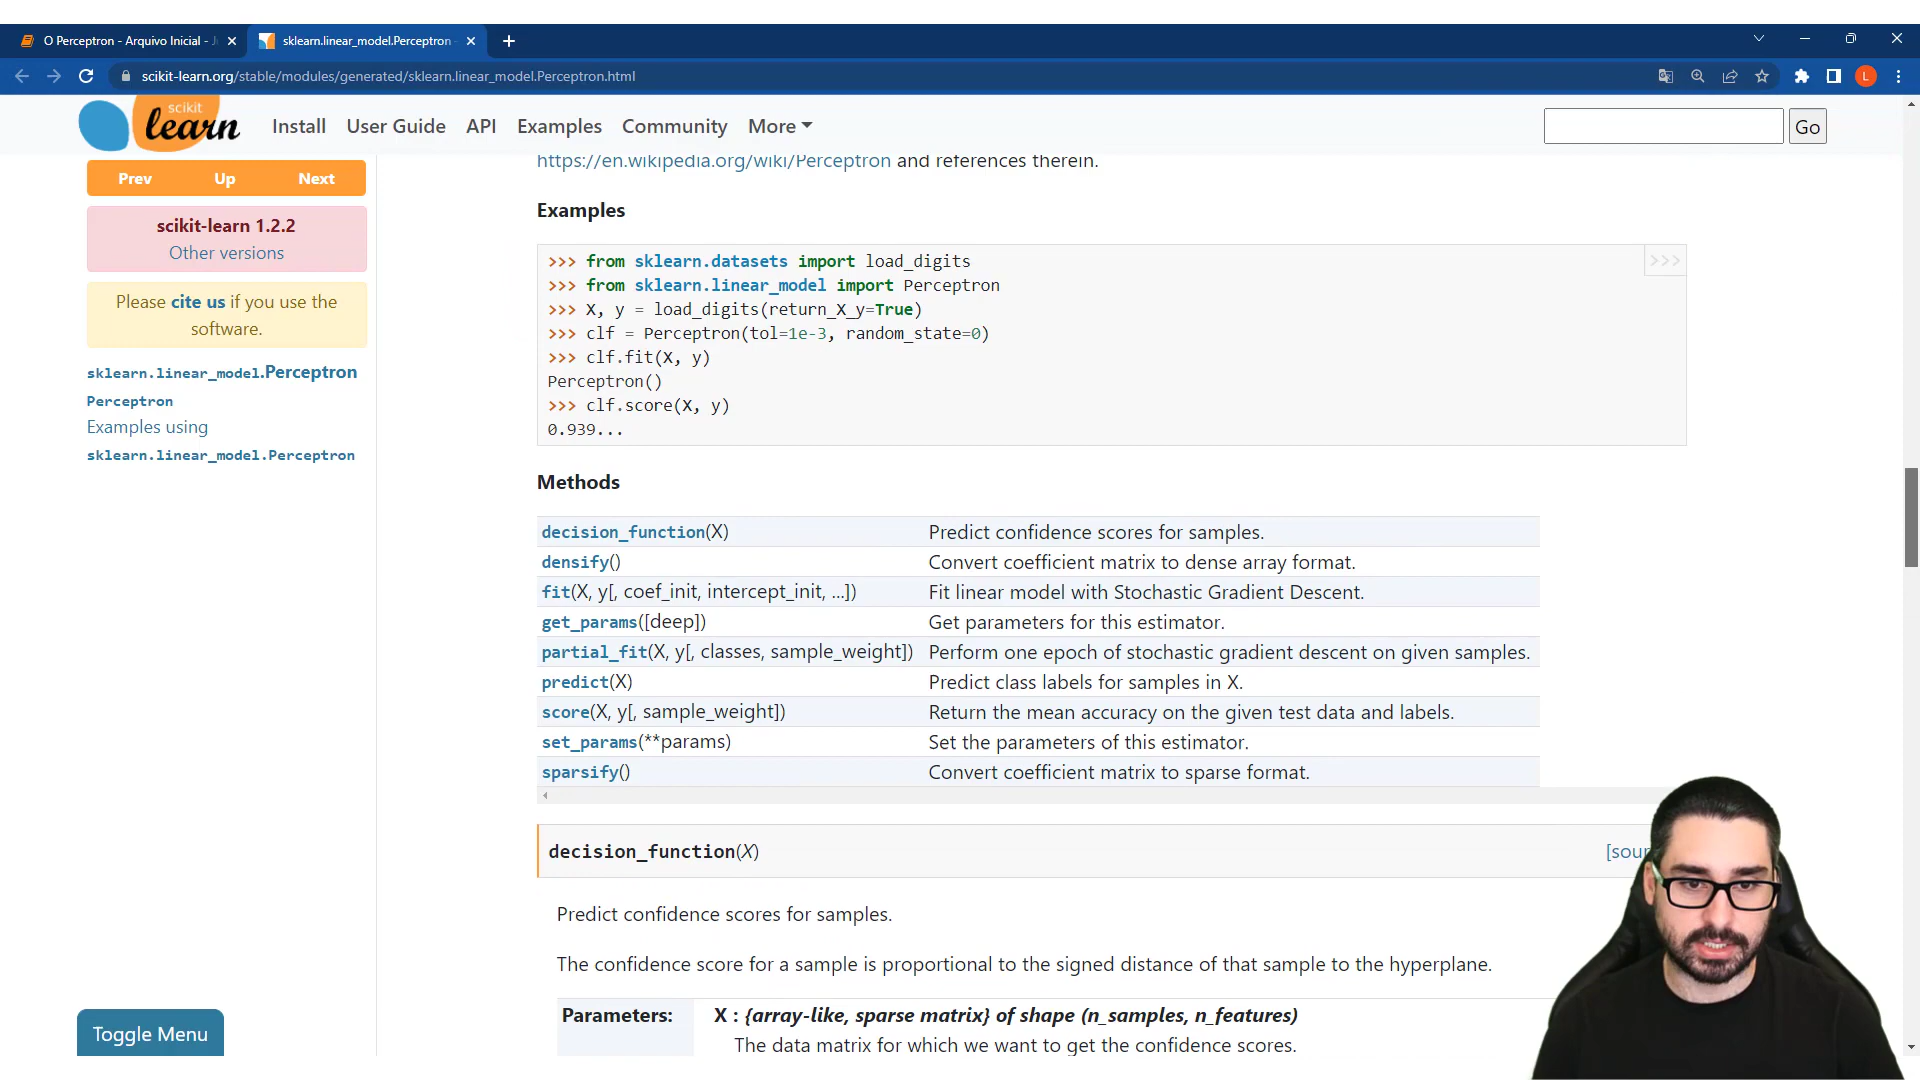 O Perceptron - Arquivo Inicial - J
sklearn.linear_model.Perceptron
scikit-learn.org/stable/modules/generated/sklearn.linear_model.Perceptron.html
L
scikit
learn
Install
User Guide
API
Examples
Community
More
Go
Prev
Up
Next
scikit-learn 1.2.2
Other versions
Please cite us if you use the
software.
sklearn.linear_model.Perceptron
Perceptron
Examples using
sklearn.linear_model.Perceptron
Toggle Menu
https://en.wikipedia.org/wiki/Perceptron and references therein.
Examples
>>>
>>> from sklearn.datasets import load_digits
>>> from sklearn.linear_model import Perceptron
>>> X, y = load_digits(return_X_y=True)
>>> clf = Perceptron(tol=1e-3, random_state=0)
>>> clf.fit(X, y)
Perceptron()
>>> clf.score(X, y)
0.939...
Methods
decision_function(X) Predict confidence scores for samples.
densify() Convert coefficient matrix to dense array format.
fit(X, y[, coef_init, intercept_init, ...]) Fit linear model with Stochastic Gradient Descent.
get_params([deep]) Get parameters for this estimator.
partial_fit(X, y[, classes, sample_weight]) Perform one epoch of stochastic gradient descent on given samples.
predict(X) Predict class labels for samples in X.
score(X, y[, sample_weight]) Return the mean accuracy on the given test data and labels.
set_params(**params) Set the parameters of this estimator.
sparsify() Convert coefficient matrix to sparse format.
decision_function(X) [sour
Predict confidence scores for samples.
The confidence score for a sample is proportional to the signed distance of that sample to the hyperplane.
Parameters: X : {array-like, sparse matrix} of shape (n_samples, n_features)
The data matrix for which we want to get the confidence scores.